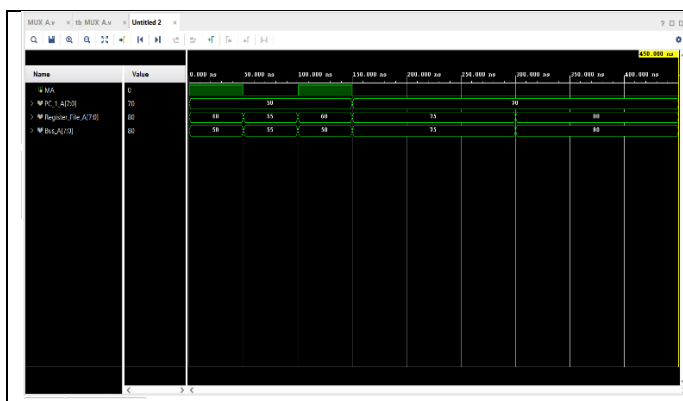 MUX A.v × tb MUX A.v × Untitled 2 ×
450.000 ns
Name Value 0.000 ns 50.000 ns 100.000 ns 150.000 ns 200.000 ns 250.000 ns 300.000 ns 350.000 ns 400.000 ns
MA 0
PC_1_A[7:0] 70 50 70
Register_File_A[7:0] 80 60 55 60 75 80
Bus_A[7:0] 80 50 55 50 75 80